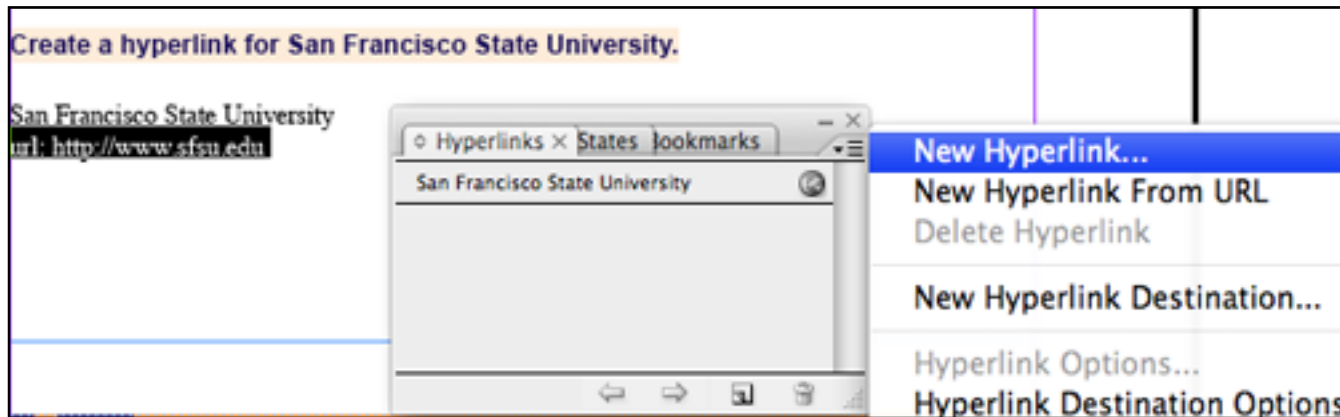 Create a hyperlink for San Francisco State University.
San Francisco State University
url: http://www.sfsu.edu
Hyperlinks States Bookmarks
San Francisco State University
New Hyperlink...
New Hyperlink From URL
Delete Hyperlink
New Hyperlink Destination...
Hyperlink Options...
Hyperlink Destination Options